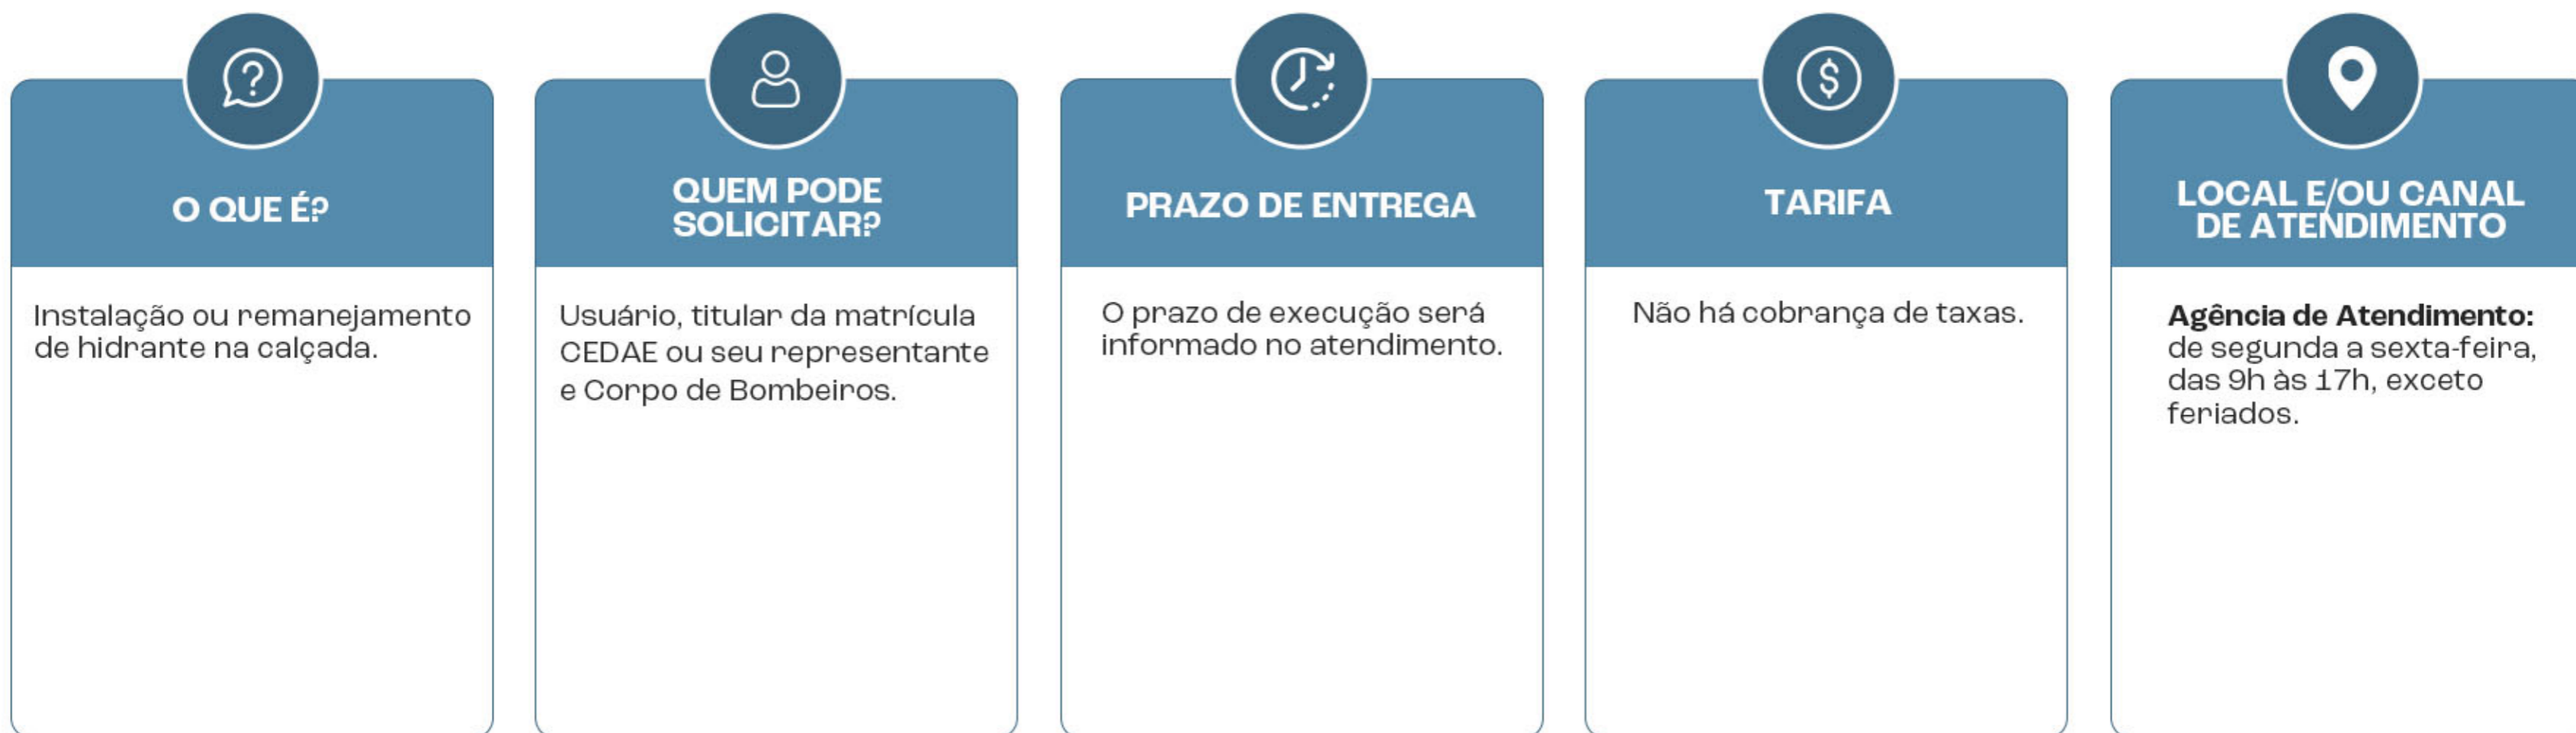 O QUE É?
Instalação ou remanejamento
de hidrante na calçada.
QUEM PODE
SOLICITAR?
Usuário, titular da matrícula
CEDAE ou seu representante
e Corpo de Bombeiros.
PRAZO DE ENTREGA
O prazo de execução será
informado no atendimento.
TARIFA
Não há cobrança de taxas.
LOCAL E/OU CANAL
DE ATENDIMENTO
Agência de Atendimento:
de segunda a sexta-feira,
das 9h às 17h, exceto
feriados.